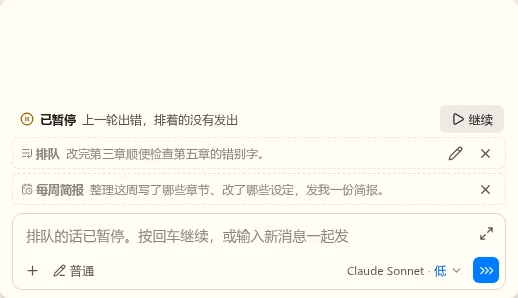 已暂停 上一轮出错，排着的没有发出 继续
排队 改完第三章顺便检查第五章的错别字。
每周简报 整理这周写了哪些章节、改了哪些设定，发我一份简报。
排队的话已暂停。按回车继续，或输入新消息一起发
普通 Claude Sonnet · 低